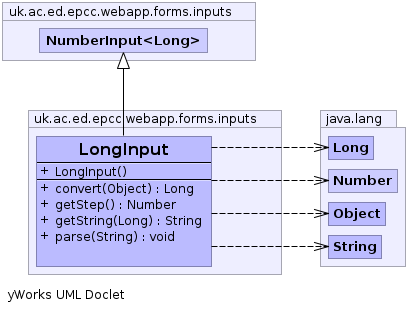 uk.ac.ed.epcc.webapp.forms.inputs
NumberInput<Long>
uk.ac.ed.epcc.webapp.forms.inputs
java.lang
LongInput
+ LongInput()
+ convert(Object) : Long
+ getStep() : Number
+ getString(Long) : String
+ parse(String) : void
Long
Number
Object
String
yWorks UML Doclet